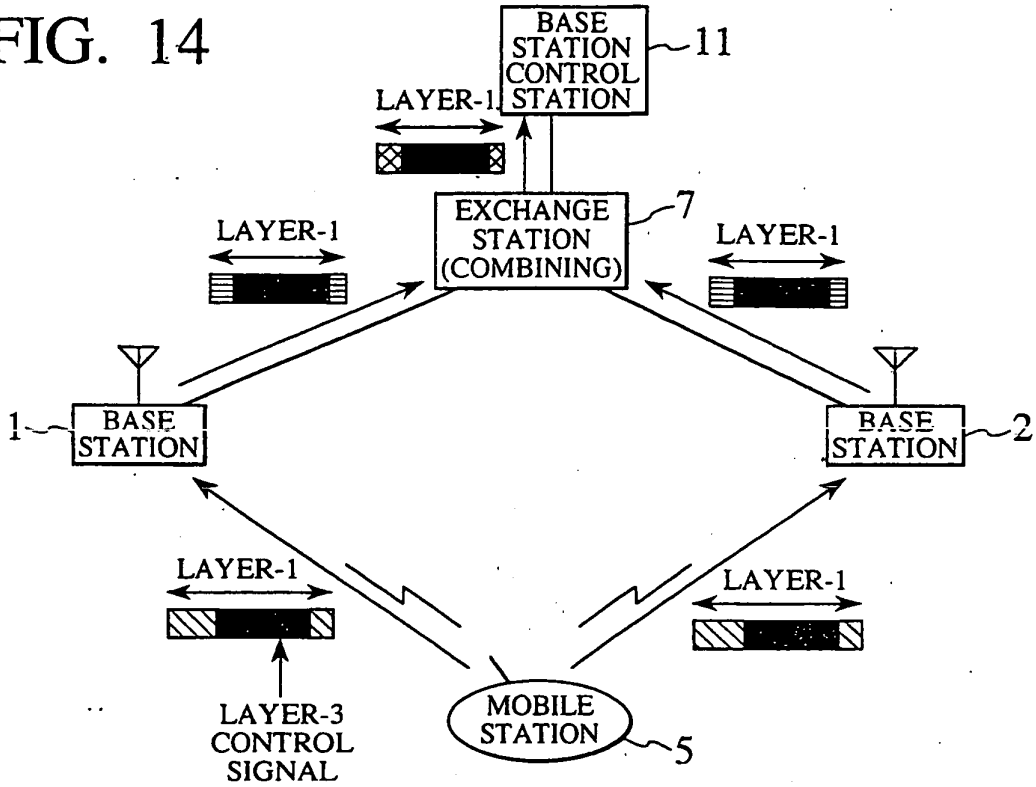 FIG. 14
BASE
STATION
CONTROL
STATION
11
LAYER-1
EXCHANGE
STATION
(COMBINING)
7
LAYER-1
LAYER-1
1
BASE
STATION
BASE
STATION
2
LAYER-1
LAYER-1
LAYER-3
CONTROL
SIGNAL
MOBILE
STATION
5